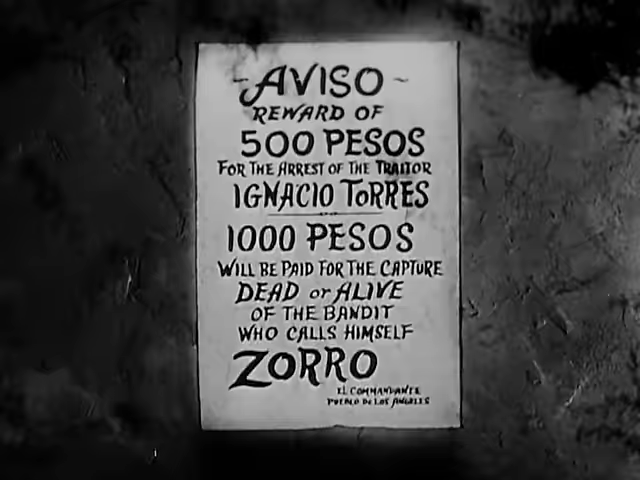 ~AVISO~
REWARD OF
500 PESOS
FOR THE ARREST OF THE TRAITOR
IGNACIO TORRES
1000 PESOS
WILL BE PAID FOR THE CAPTURE
DEAD or ALIVE
OF THE BANDIT
WHO CALLS HIMSELF
ZORRO
EL COMMANDANTE
PUEBLO DE LOS ANGELES